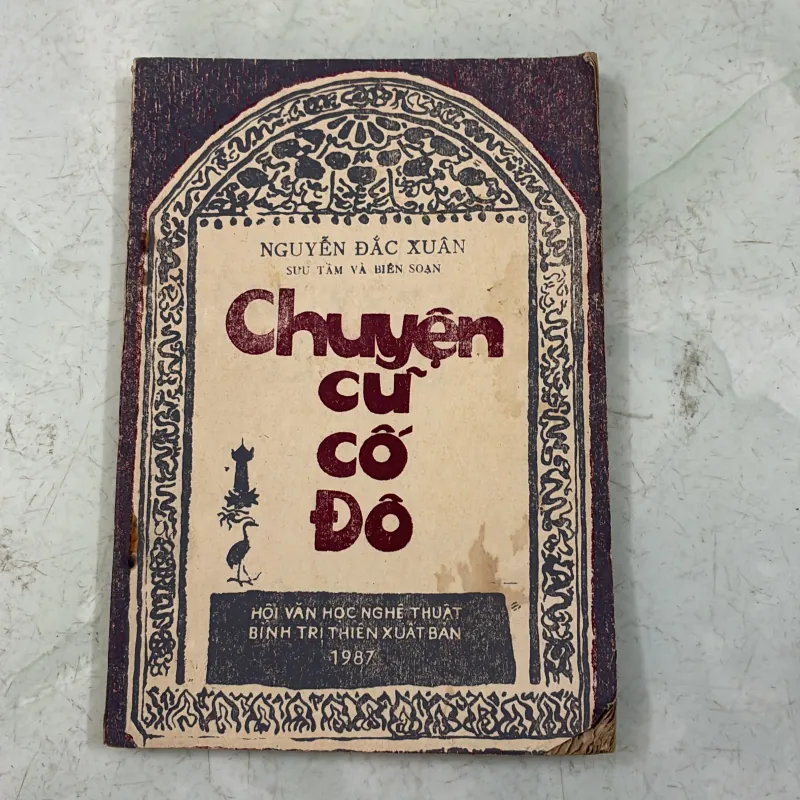 NGUYỄN ĐẮC XUÂN
SƯU TẦM VÀ BIÊN SOẠN
Chuyện
cũ
cố
Đô
HỘI VĂN HỌC NGHỆ THUẬT
BÌNH TRỊ THIÊN XUẤT BẢN
1987